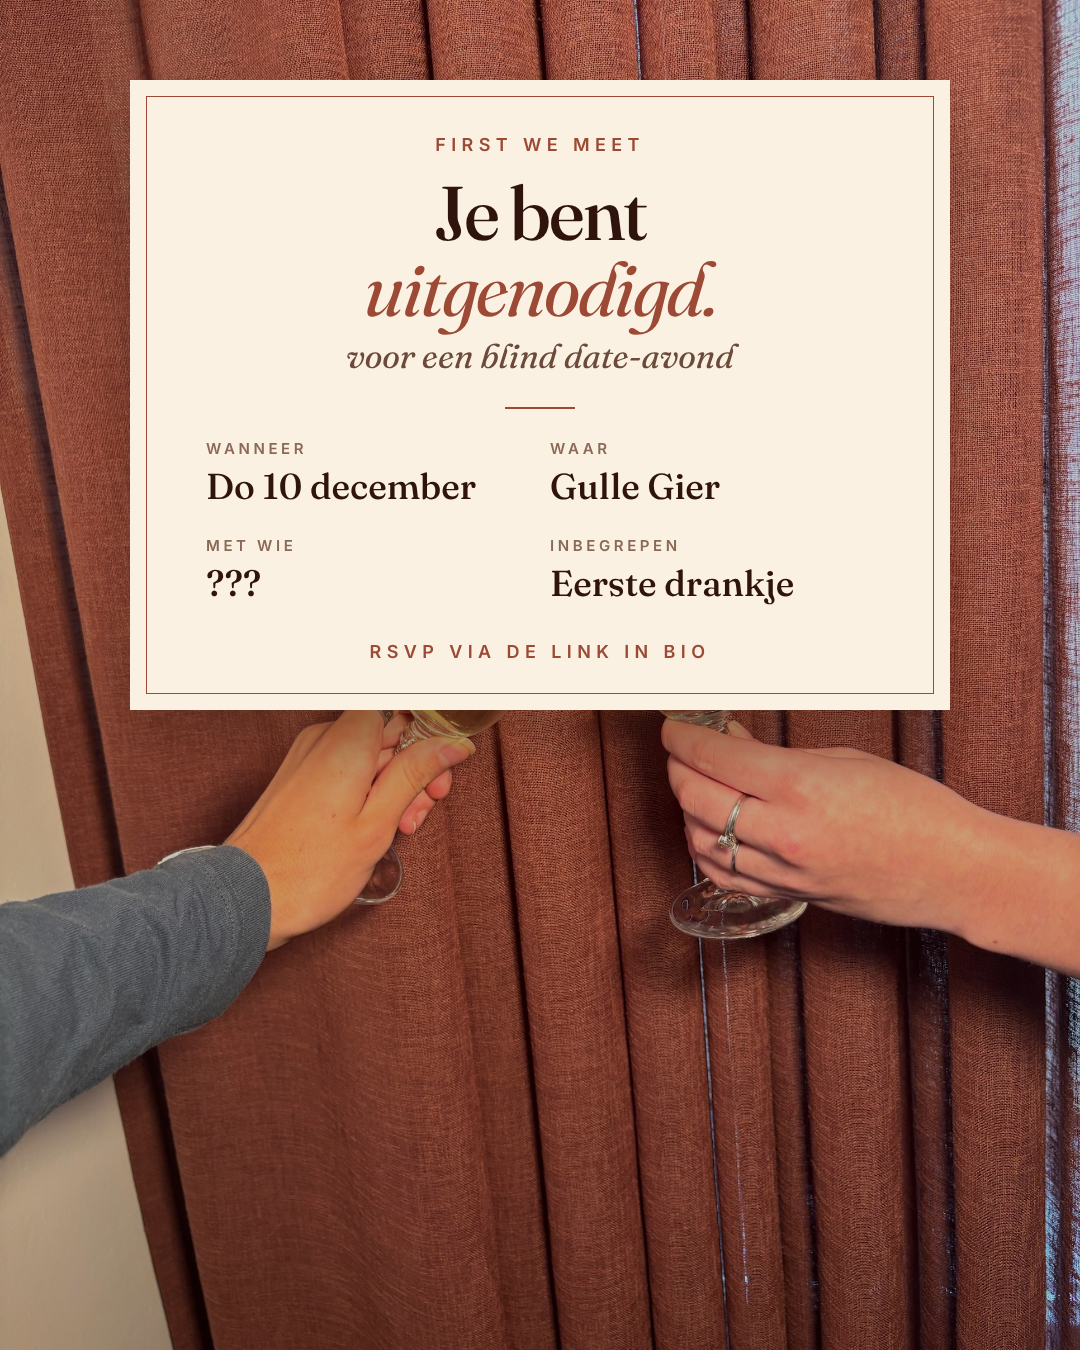 FIRST WE MEET
Je bent
uitgenodigd.
voor een blind date-avond
WANNEER
Do 10 december
WAAR
Gulle Gier
MET WIE
???
INBEGREPEN
Eerste drankje
RSVP VIA DE LINK IN BIO